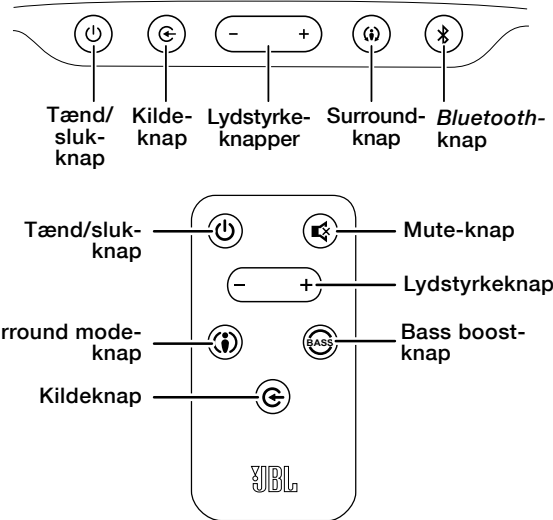 Tænd/
sluk-
knap
Kilde-
knap
Lydstyrke-
knapper
Surround-
knap
Bluetooth-
knap
Tænd/sluk-
knap
Mute-knap
Lydstyrkeknap
rround mode-
knap
BASS
Bass boost-
knap
Kildeknap
JBL